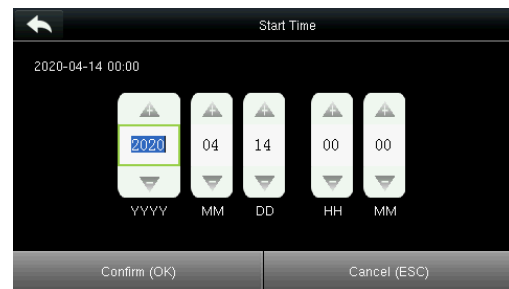 Start Time
2020-04-14 00:00
2020 04 14 00 00
YYYY MM DD HH MM
Confirm (OK) Cancel (ESC)